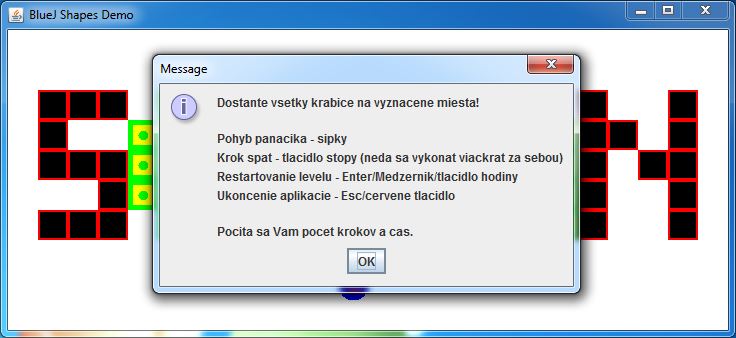 BlueJ Shapes Demo
Message
Dostante vsetky krabice na vyznacene miesta!
Pohyb panacika - sipky
Krok spat - tlacidlo stopy (neda sa vykonat viackrat za sebou)
Restartovanie levelu - Enter/Medzernik/tlacidlo hodiny
Ukoncenie aplikacie - Esc/cervene tlacidlo
Pocita sa Vam pocet krokov a cas.
OK